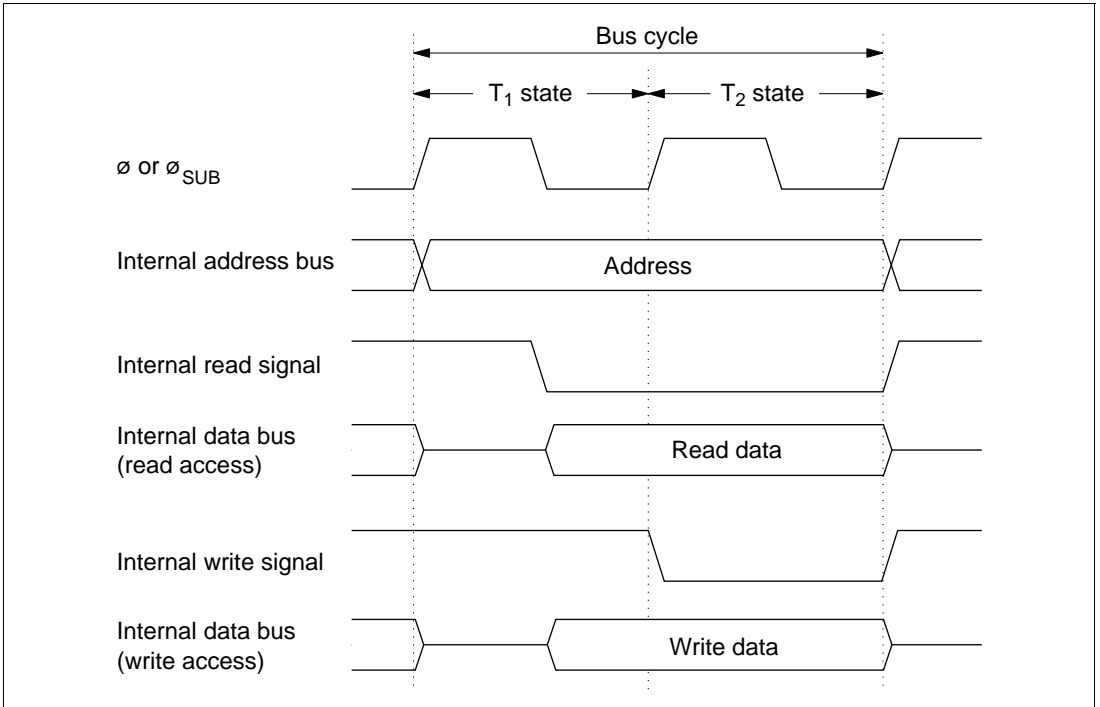 Bus cycle
T1 state
T2 state
ø or øSUB
Internal address bus
Address
Internal read signal
Internal data bus
(read access)
Read data
Internal write signal
Internal data bus
(write access)
Write data